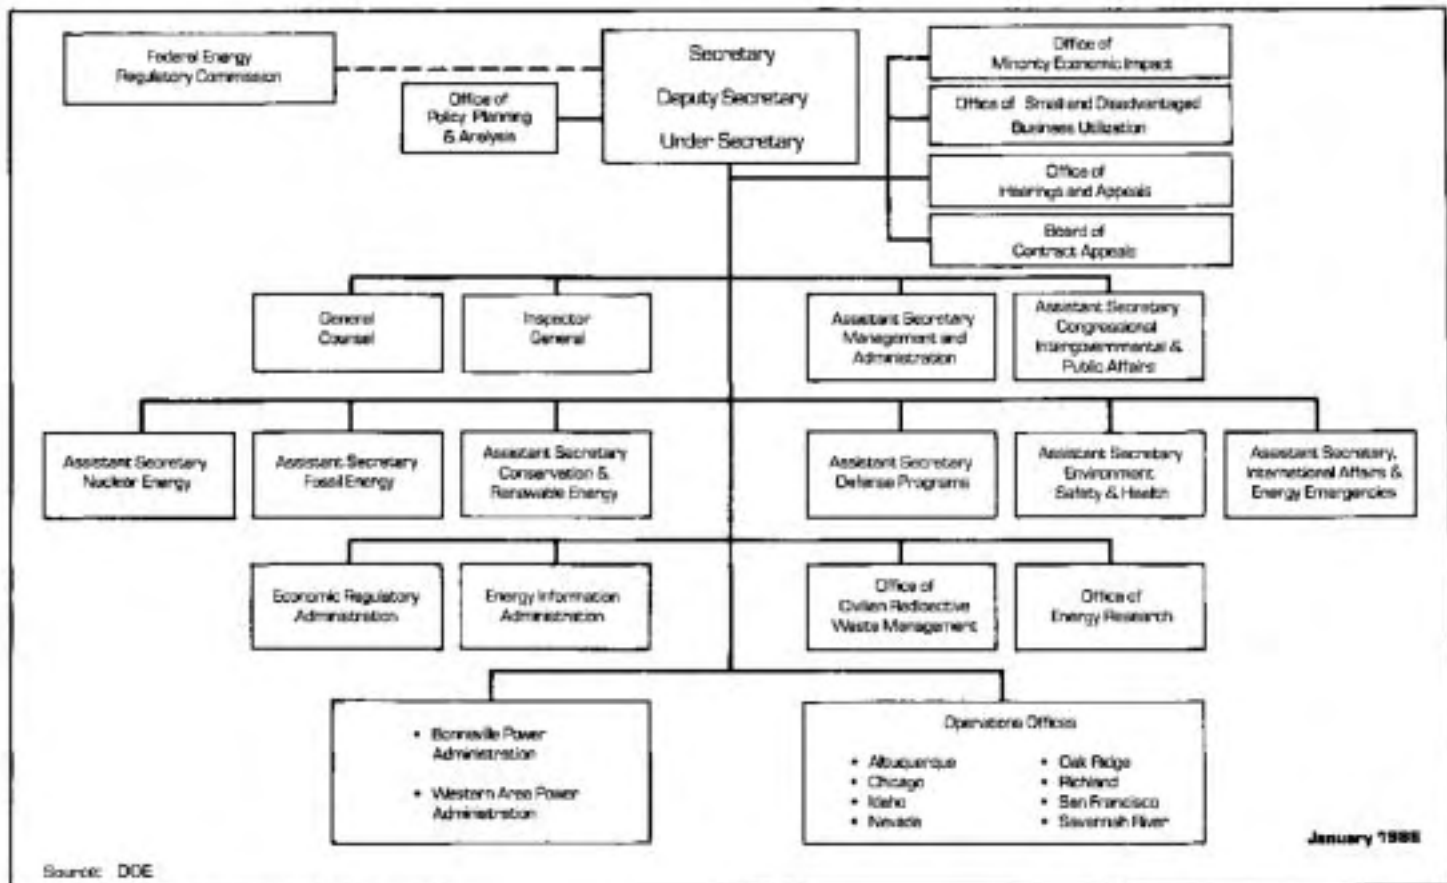 Federal Energy
Regulatory Commission
Secretary
Deputy Secretary
Under Secretary
Office of
Policy Planning
& Analysis
Office of
Minority Economic Impact
Office of Small and Disadvantaged
Business Utilization
Office of
Hearings and Appeals
Board of
Contract Appeals
General
Counsel
Inspector
General
Assistant Secretary
Management and
Administration
Assistant Secretary
Congressional
Intergovernmental &
Public Affairs
Assistant Secretary
Nuclear Energy
Assistant Secretary
Fossil Energy
Assistant Secretary
Conservation &
Renewable Energy
Assistant Secretary
Defense Programs
Assistant Secretary
Environment
Safety & Health
Assistant Secretary,
International Affairs &
Energy Emergencies
Economic Regulatory
Administration
Energy Information
Administration
Office of
Civilian Radioactive
Waste Management
Office of
Energy Research
• Bonneville Power
Administration
• Western Area Power
Administration
Operations Offices
• Albuquerque
• Chicago
• Idaho
• Nevada
• Oak Ridge
• Richland
• San Francisco
• Savannah River
January
Source: DOE